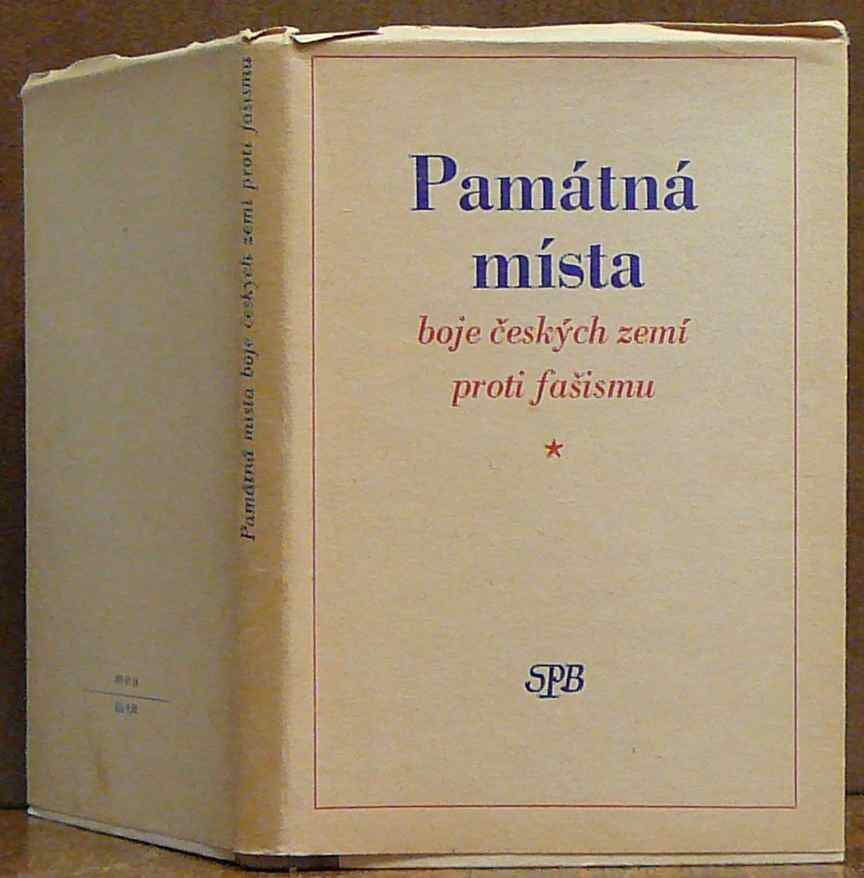 Památná
místa
boje českých zemí
proti fašismu
SPB
Památná místa boje českých zemí proti fašismu